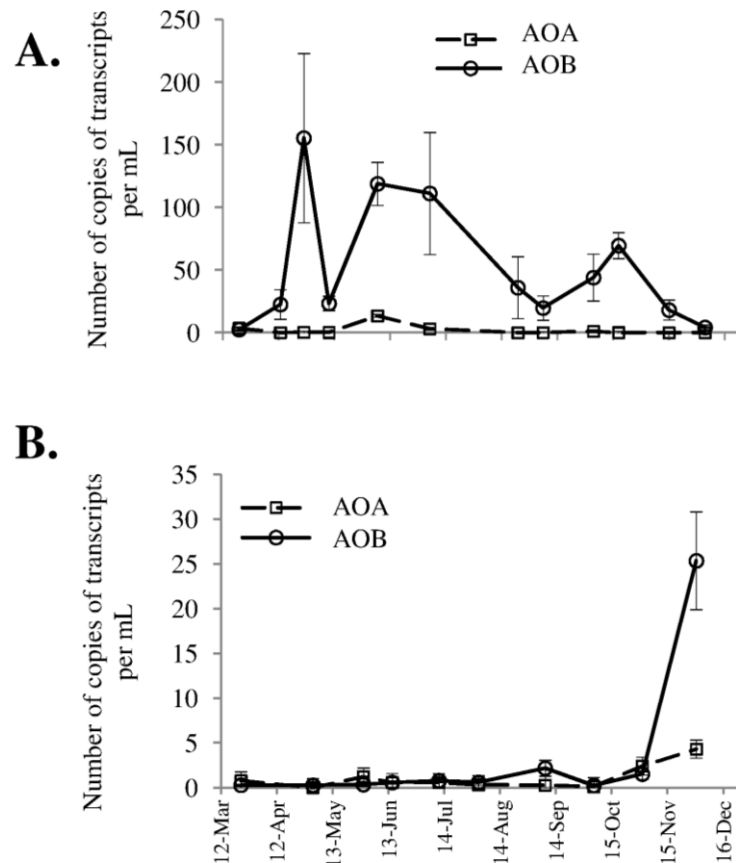 A.
Number of copies of transcripts
per mL
250
200
150
100
50
0
AOA
AOB
B.
Number of copies of transcripts
per mL
35
30
25
20
15
10
5
0
AOA
AOB
12-Mar
12-Apr
13-May
13-Jun
14-Jul
14-Aug
14-Sep
15-Oct
15-Nov
16-Dec